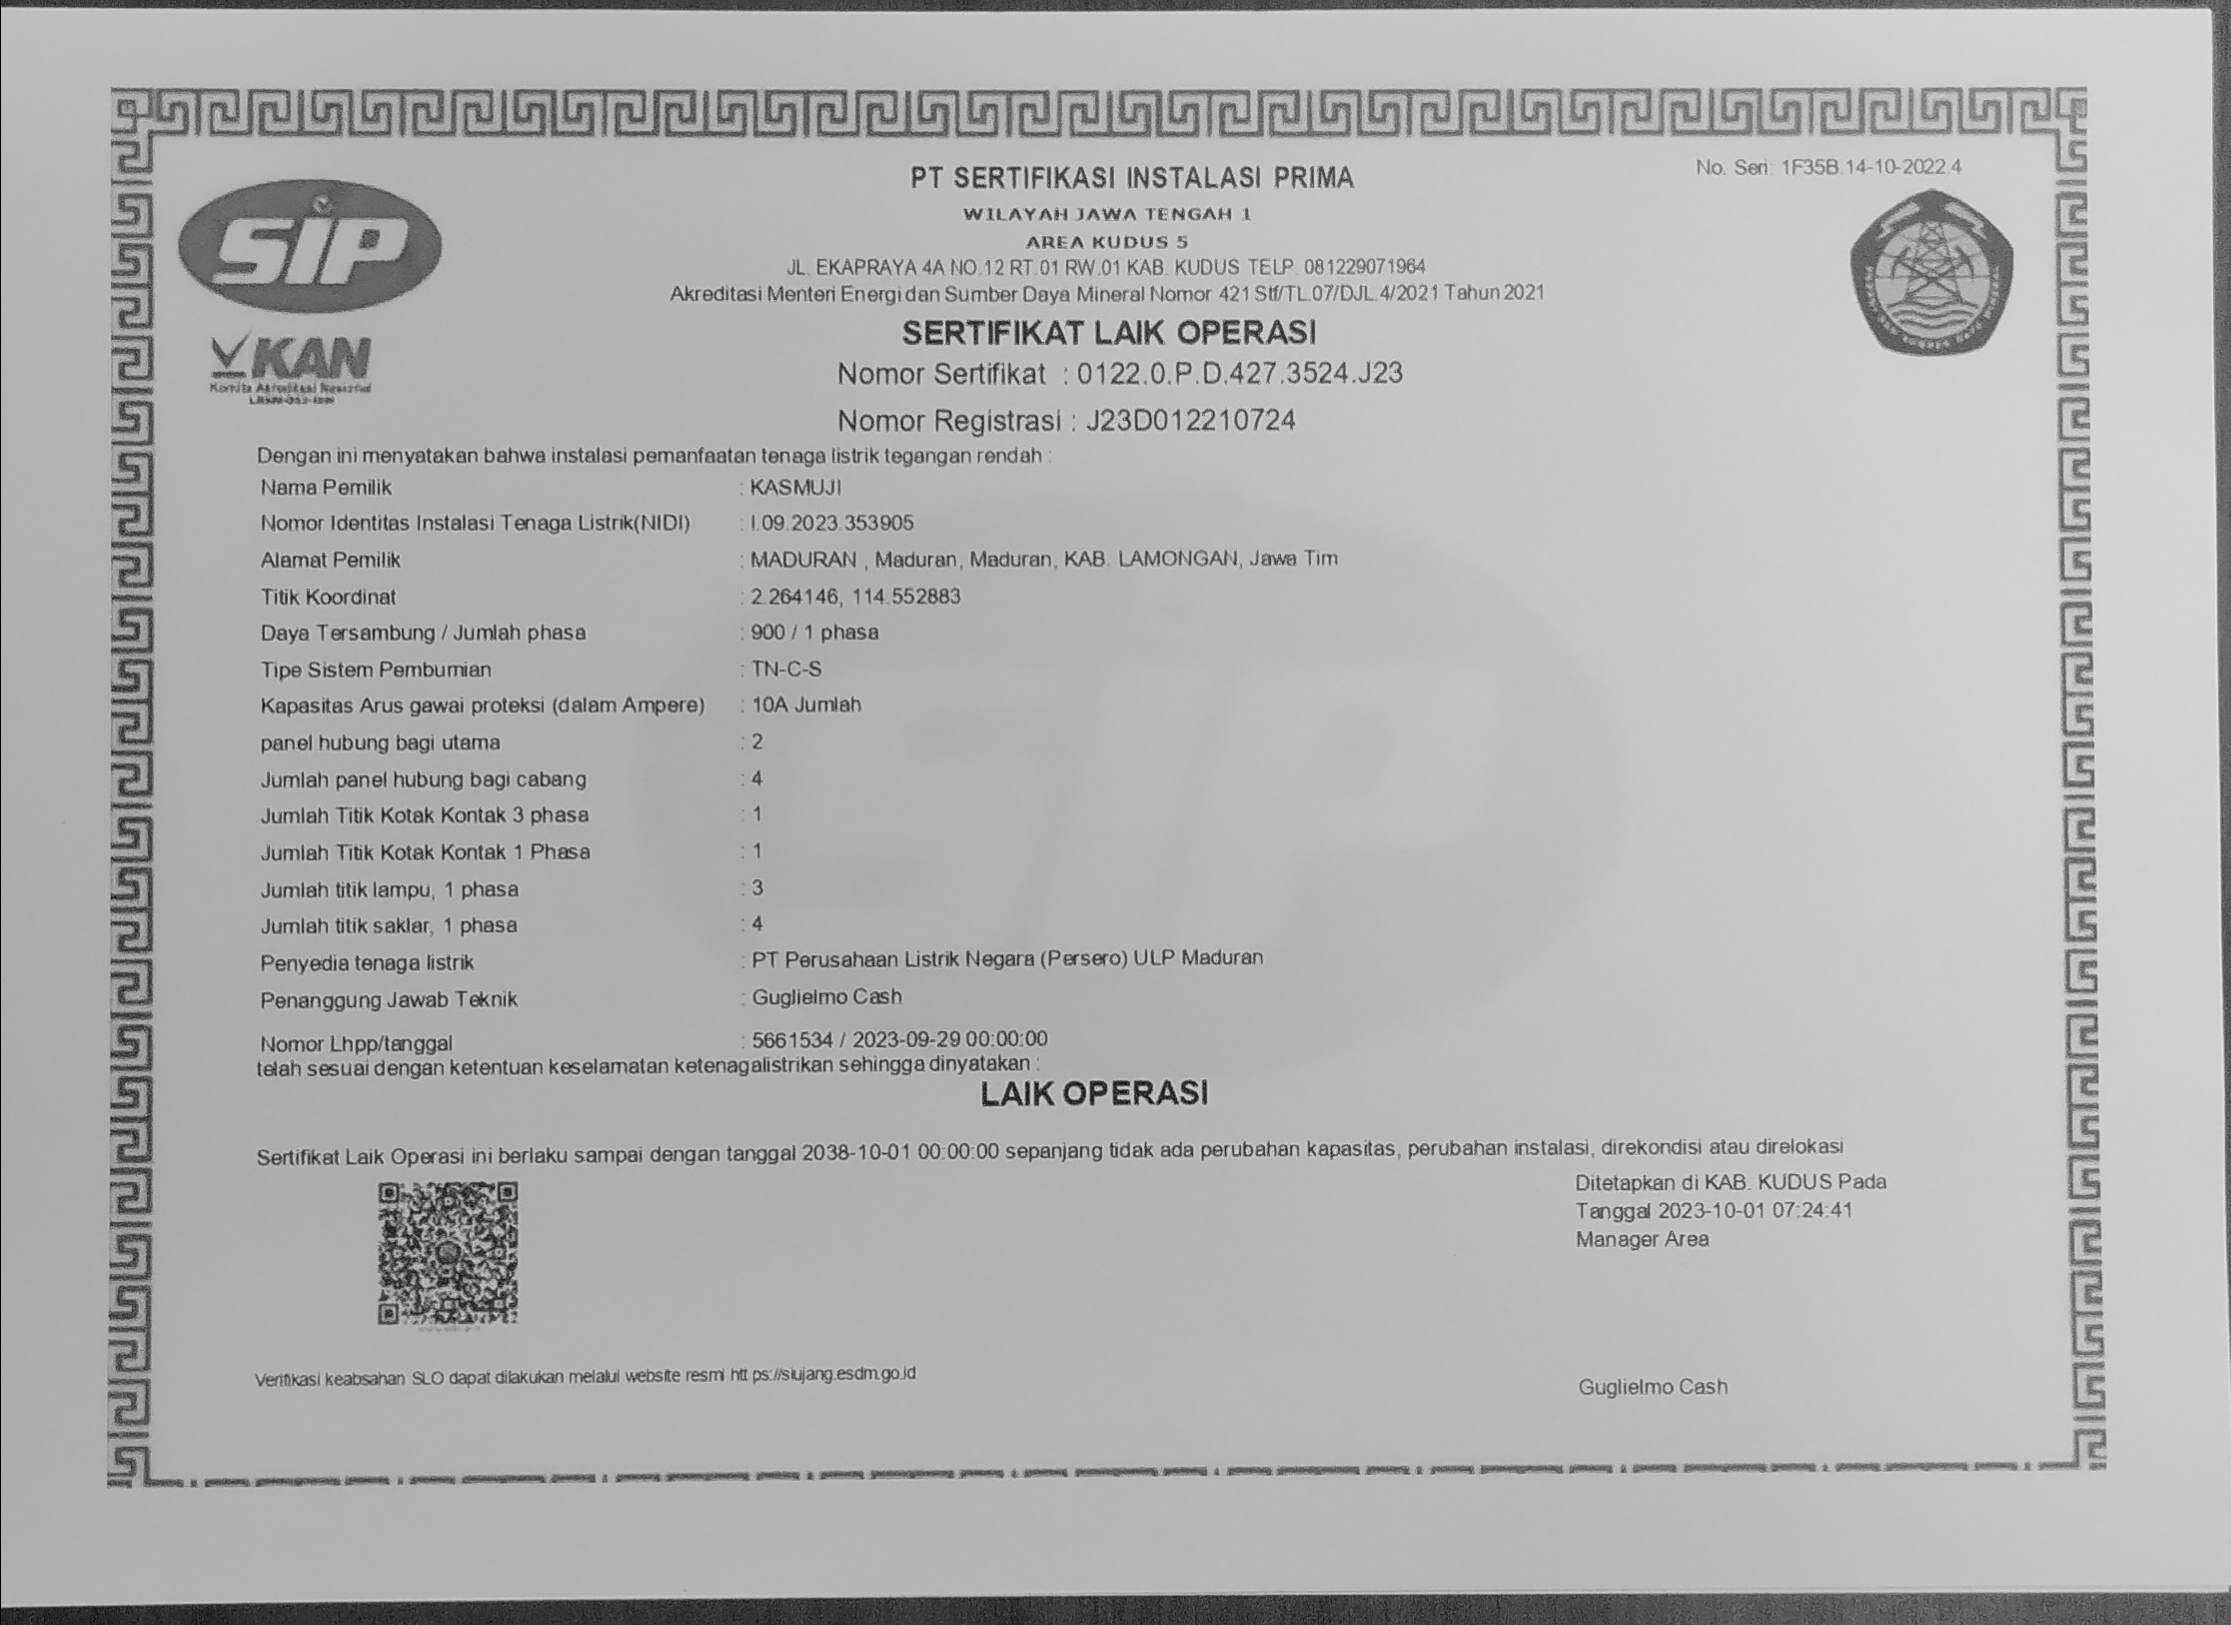 No. Seri: 1F35B.14-10-2022.4
PT SERTIFIKASI INSTALASI PRIMA
WILAYAH JAWA TENGAH 1
AREA KUDUS 5
JL. EKAPRAYA 4A NO.12 RT.01 RW.01 KAB. KUDUS TELP. 081229071964
Akreditasi Menteri Energi dan Sumber Daya Mineral Nomor 421 Stf/TL.07/DJL.4/2021 Tahun 2021
SIP
KAN
Komite Akreditasi Nasional
SERTIFIKAT LAIK OPERASI
Nomor Sertifikat : 0122.0.P.D.427.3524.J23
Nomor Registrasi : J23D012210724
Dengan ini menyatakan bahwa instalasi pemanfaatan tenaga listrik tegangan rendah :
Nama Pemilik : KASMUJI
Nomor Identitas Instalasi Tenaga Listrik(NIDI) : I.09.2023.353905
Alamat Pemilik : MADURAN , Maduran, Maduran, KAB. LAMONGAN, Jawa Tim
Titik Koordinat : 2.264146, 114.552883
Daya Tersambung / Jumlah phasa : 900 / 1 phasa
Tipe Sistem Pembumian : TN-C-S
Kapasitas Arus gawai proteksi (dalam Ampere) : 10A Jumlah
panel hubung bagi utama : 2
Jumlah panel hubung bagi cabang : 4
Jumlah Titik Kotak Kontak 3 phasa : 1
Jumlah Titik Kotak Kontak 1 Phasa : 1
Jumlah titik lampu, 1 phasa : 3
Jumlah titik saklar, 1 phasa : 4
Penyedia tenaga listrik : PT Perusahaan Listrik Negara (Persero) ULP Maduran
Penanggung Jawab Teknik : Guglielmo Cash
Nomor Lhpp/tanggal : 5661534 / 2023-09-29 00:00:00
telah sesuai dengan ketentuan keselamatan ketenagalistrikan sehingga dinyatakan :
LAIK OPERASI
Sertifikat Laik Operasi ini berlaku sampai dengan tanggal 2038-10-01 00:00:00 sepanjang tidak ada perubahan kapasitas, perubahan instalasi, direkondisi atau direlokasi
Ditetapkan di KAB. KUDUS Pada
Tanggal 2023-10-01 07:24:41
Manager Area
Verifikasi keabsahan SLO dapat dilakukan melalui website resmi htt ps://siujang.esdm.go.id
Guglielmo Cash